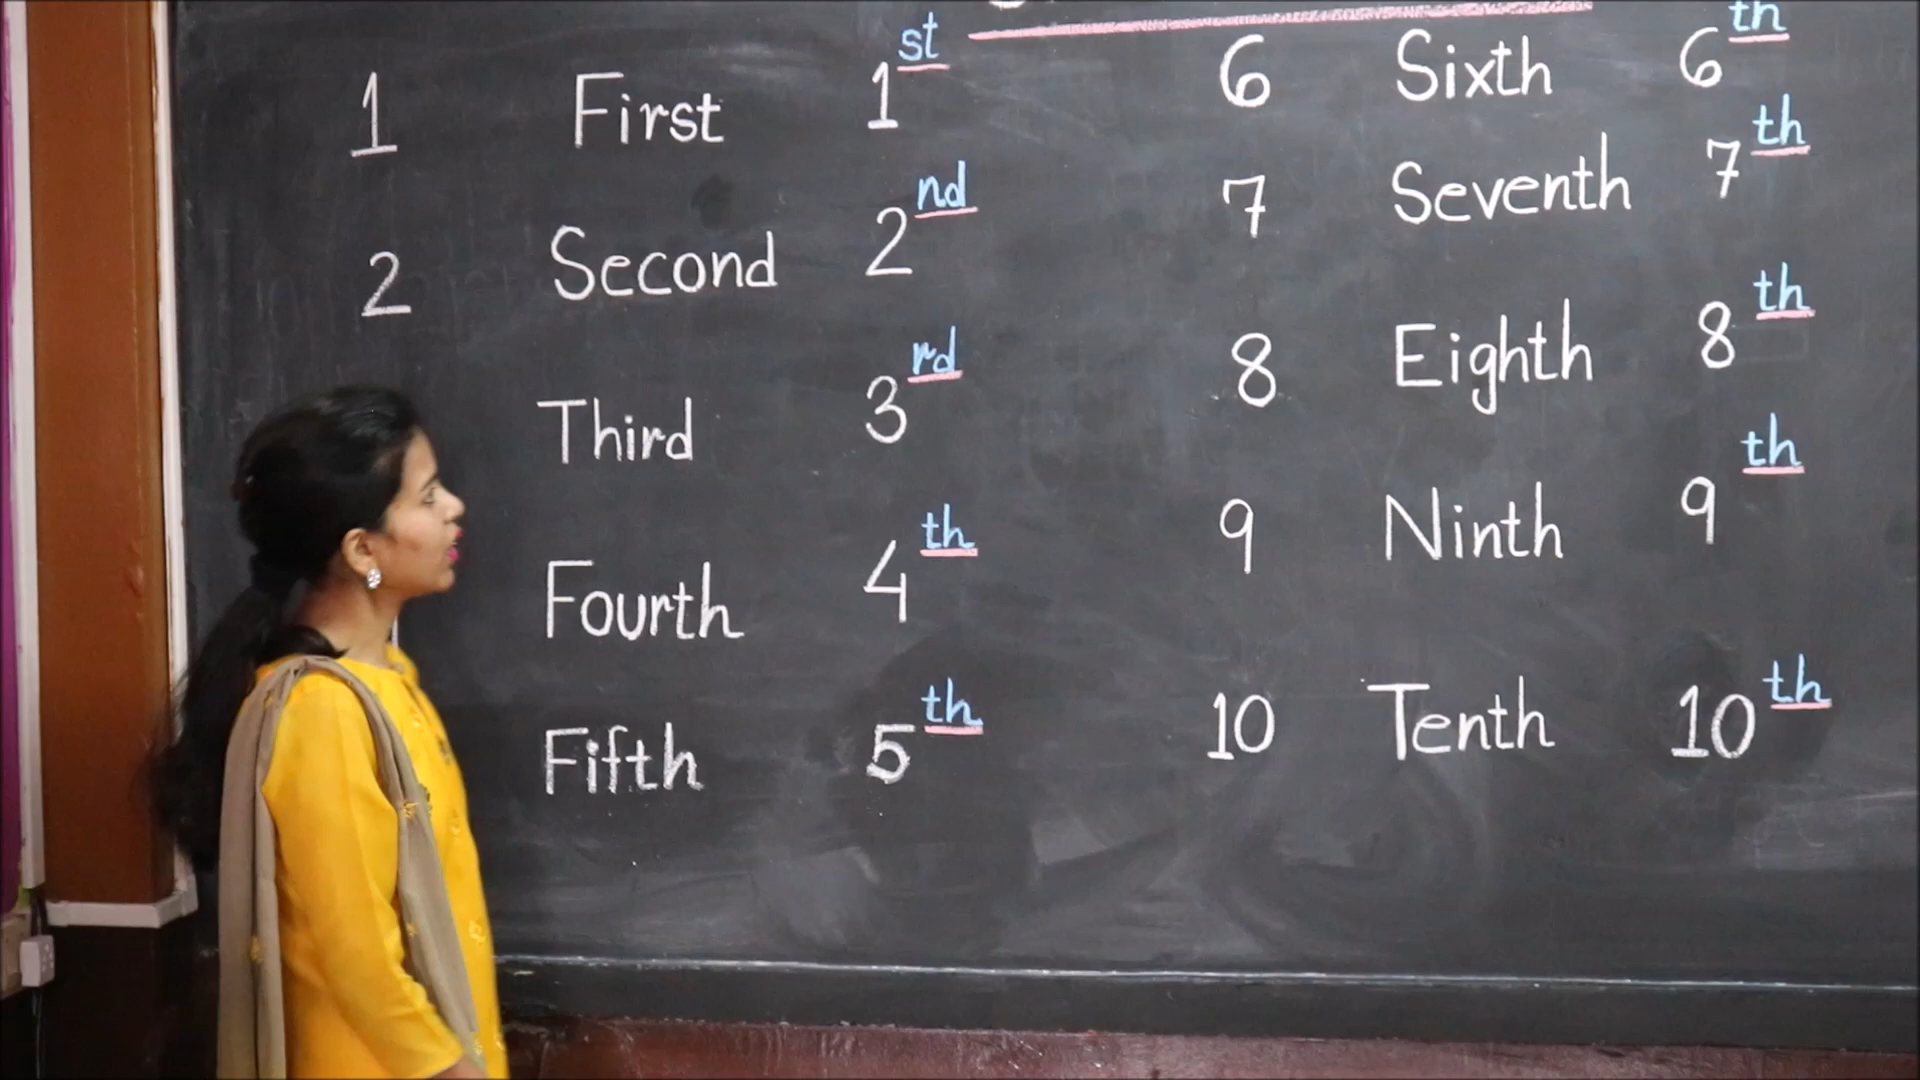 1 First 1st
2 Second 2nd
Third 3rd
Fourth 4th
Fifth 5th
6 Sixth 6th
7 Seventh 7th
8 Eighth 8th
9 Ninth 9th
10 Tenth 10th